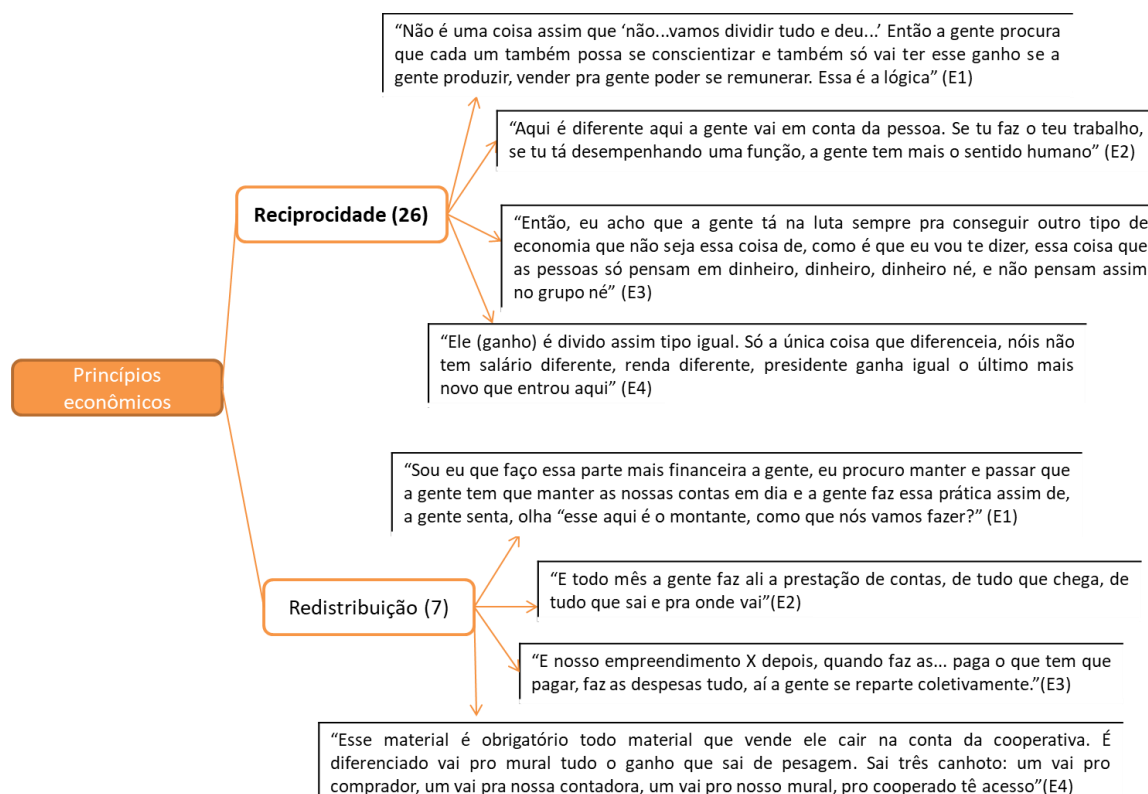 “Não é uma coisa assim que ‘não...vamos dividir tudo e deu...’ Então a gente procura
que cada um também possa se conscientizar e também só vai ter esse ganho se a
gente produzir, vender pra gente poder se remunerar. Essa é a lógica” (E1)
“Aqui é diferente aqui a gente vai em conta da pessoa. Se tu faz o teu trabalho,
se tu tá desempenhando uma função, a gente tem mais o sentido humano” (E2)
Reciprocidade (26)
“Então, eu acho que a gente tá na luta sempre pra conseguir outro tipo de
economia que não seja essa coisa de, como é que eu vou te dizer, essa coisa que
as pessoas só pensam em dinheiro, dinheiro, dinheiro né, e não pensam assim
no grupo né” (E3)
“Ele (ganho) é divido assim tipo igual. Só a única coisa que diferenceia, nóis não
tem salário diferente, renda diferente, presidente ganha igual o último mais
novo que entrou aqui” (E4)
Princípios
econômicos
“Sou eu que faço essa parte mais financeira a gente, eu procuro manter e passar que
a gente tem que manter as nossas contas em dia e a gente faz essa prática assim de,
a gente senta, olha “esse aqui é o montante, como que nós vamos fazer?” (E1)
“E todo mês a gente faz ali a prestação de contas, de tudo que chega, de
tudo que sai e pra onde vai”(E2)
Redistribuição (7)
“E nosso empreendimento X depois, quando faz as... paga o que tem que
pagar, faz as despesas tudo, aí a gente se reparte coletivamente.”(E3)
“Esse material é obrigatório todo material que vende ele cair na conta da cooperativa. É
diferenciado vai pro mural tudo o ganho que sai de pesagem. Sai três canhoto: um vai pro
comprador, um vai pra nossa contadora, um vai pro nosso mural, pro cooperado tê acesso”(E4)